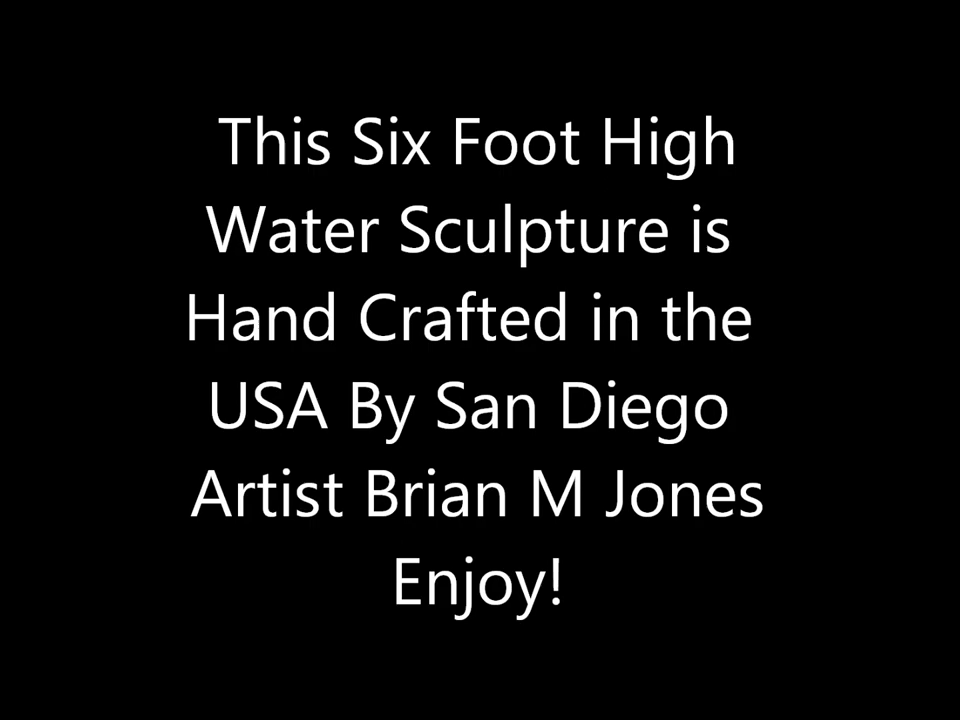 This Six Foot High
Water Sculpture is
Hand Crafted in the
USA By San Diego
Artist Brian M Jones
Enjoy!